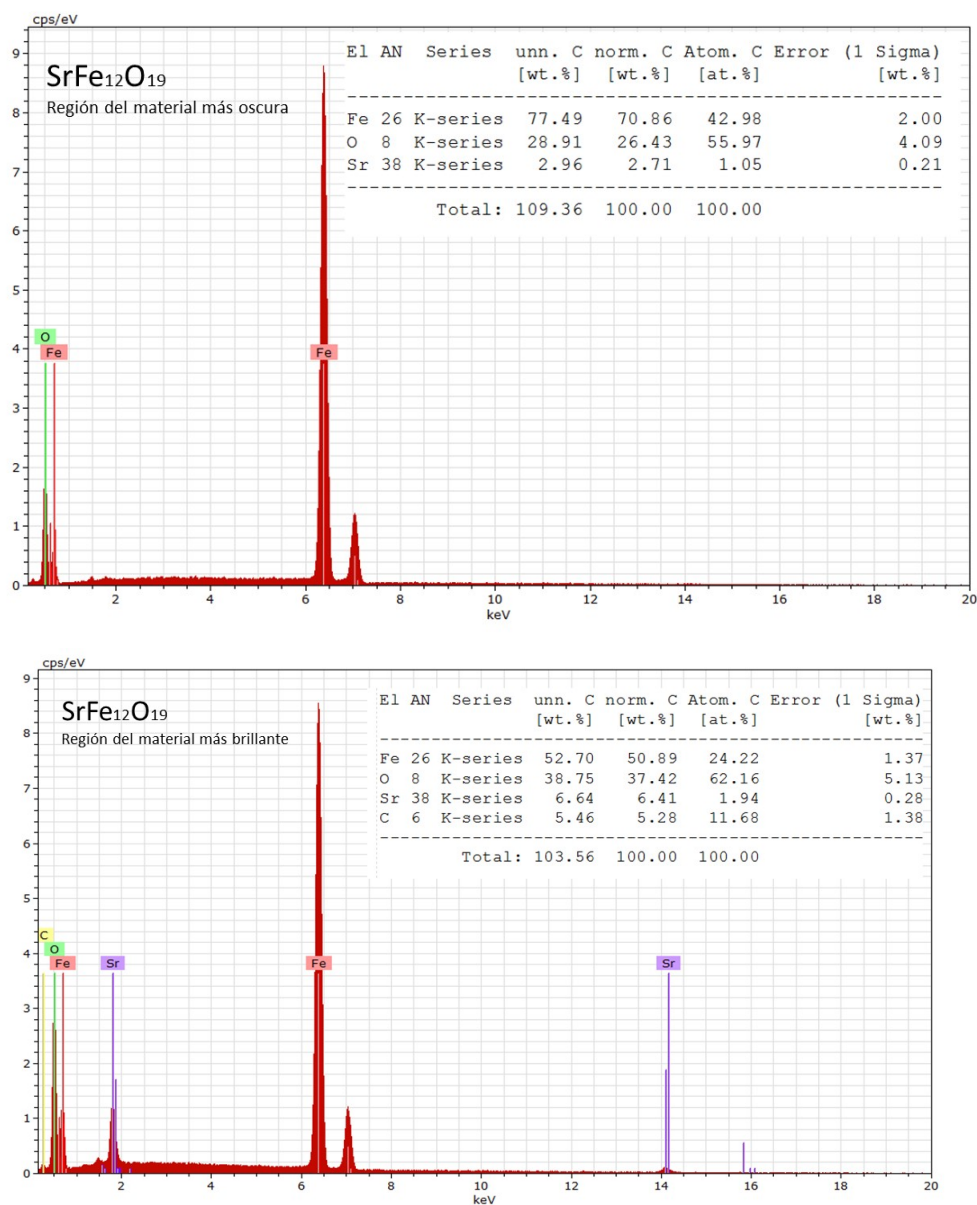 cps/eV
SrFe12O19
Región del material más oscura
El AN Series unn. C norm. C Atom. C Error (1 Sigma)
[wt.%] [wt.%] [at.%] [wt.%]
Fe 26 K-series 77.49 70.86 42.98 2.00
O 8 K-series 28.91 26.43 55.97 4.09
Sr 38 K-series 2.96 2.71 1.05 0.21
Total: 109.36 100.00 100.00
9
8
7
6
5
4
3
2
1
0
O
Fe
Fe
2 4 6 8 10 12 14 16 18 20
keV
cps/eV
SrFe12O19
Región del material más brillante
El AN Series unn. C norm. C Atom. C Error (1 Sigma)
[wt.%] [wt.%] [at.%] [wt.%]
Fe 26 K-series 52.70 50.89 24.22 1.37
O 8 K-series 38.75 37.42 62.16 5.13
Sr 38 K-series 6.64 6.41 1.94 0.28
C 6 K-series 5.46 5.28 11.68 1.38
Total: 103.56 100.00 100.00
9
8
7
6
5
4
3
2
1
0
C
O
Fe Sr Fe Sr
2 4 6 8 10 12 14 16 18 20
keV